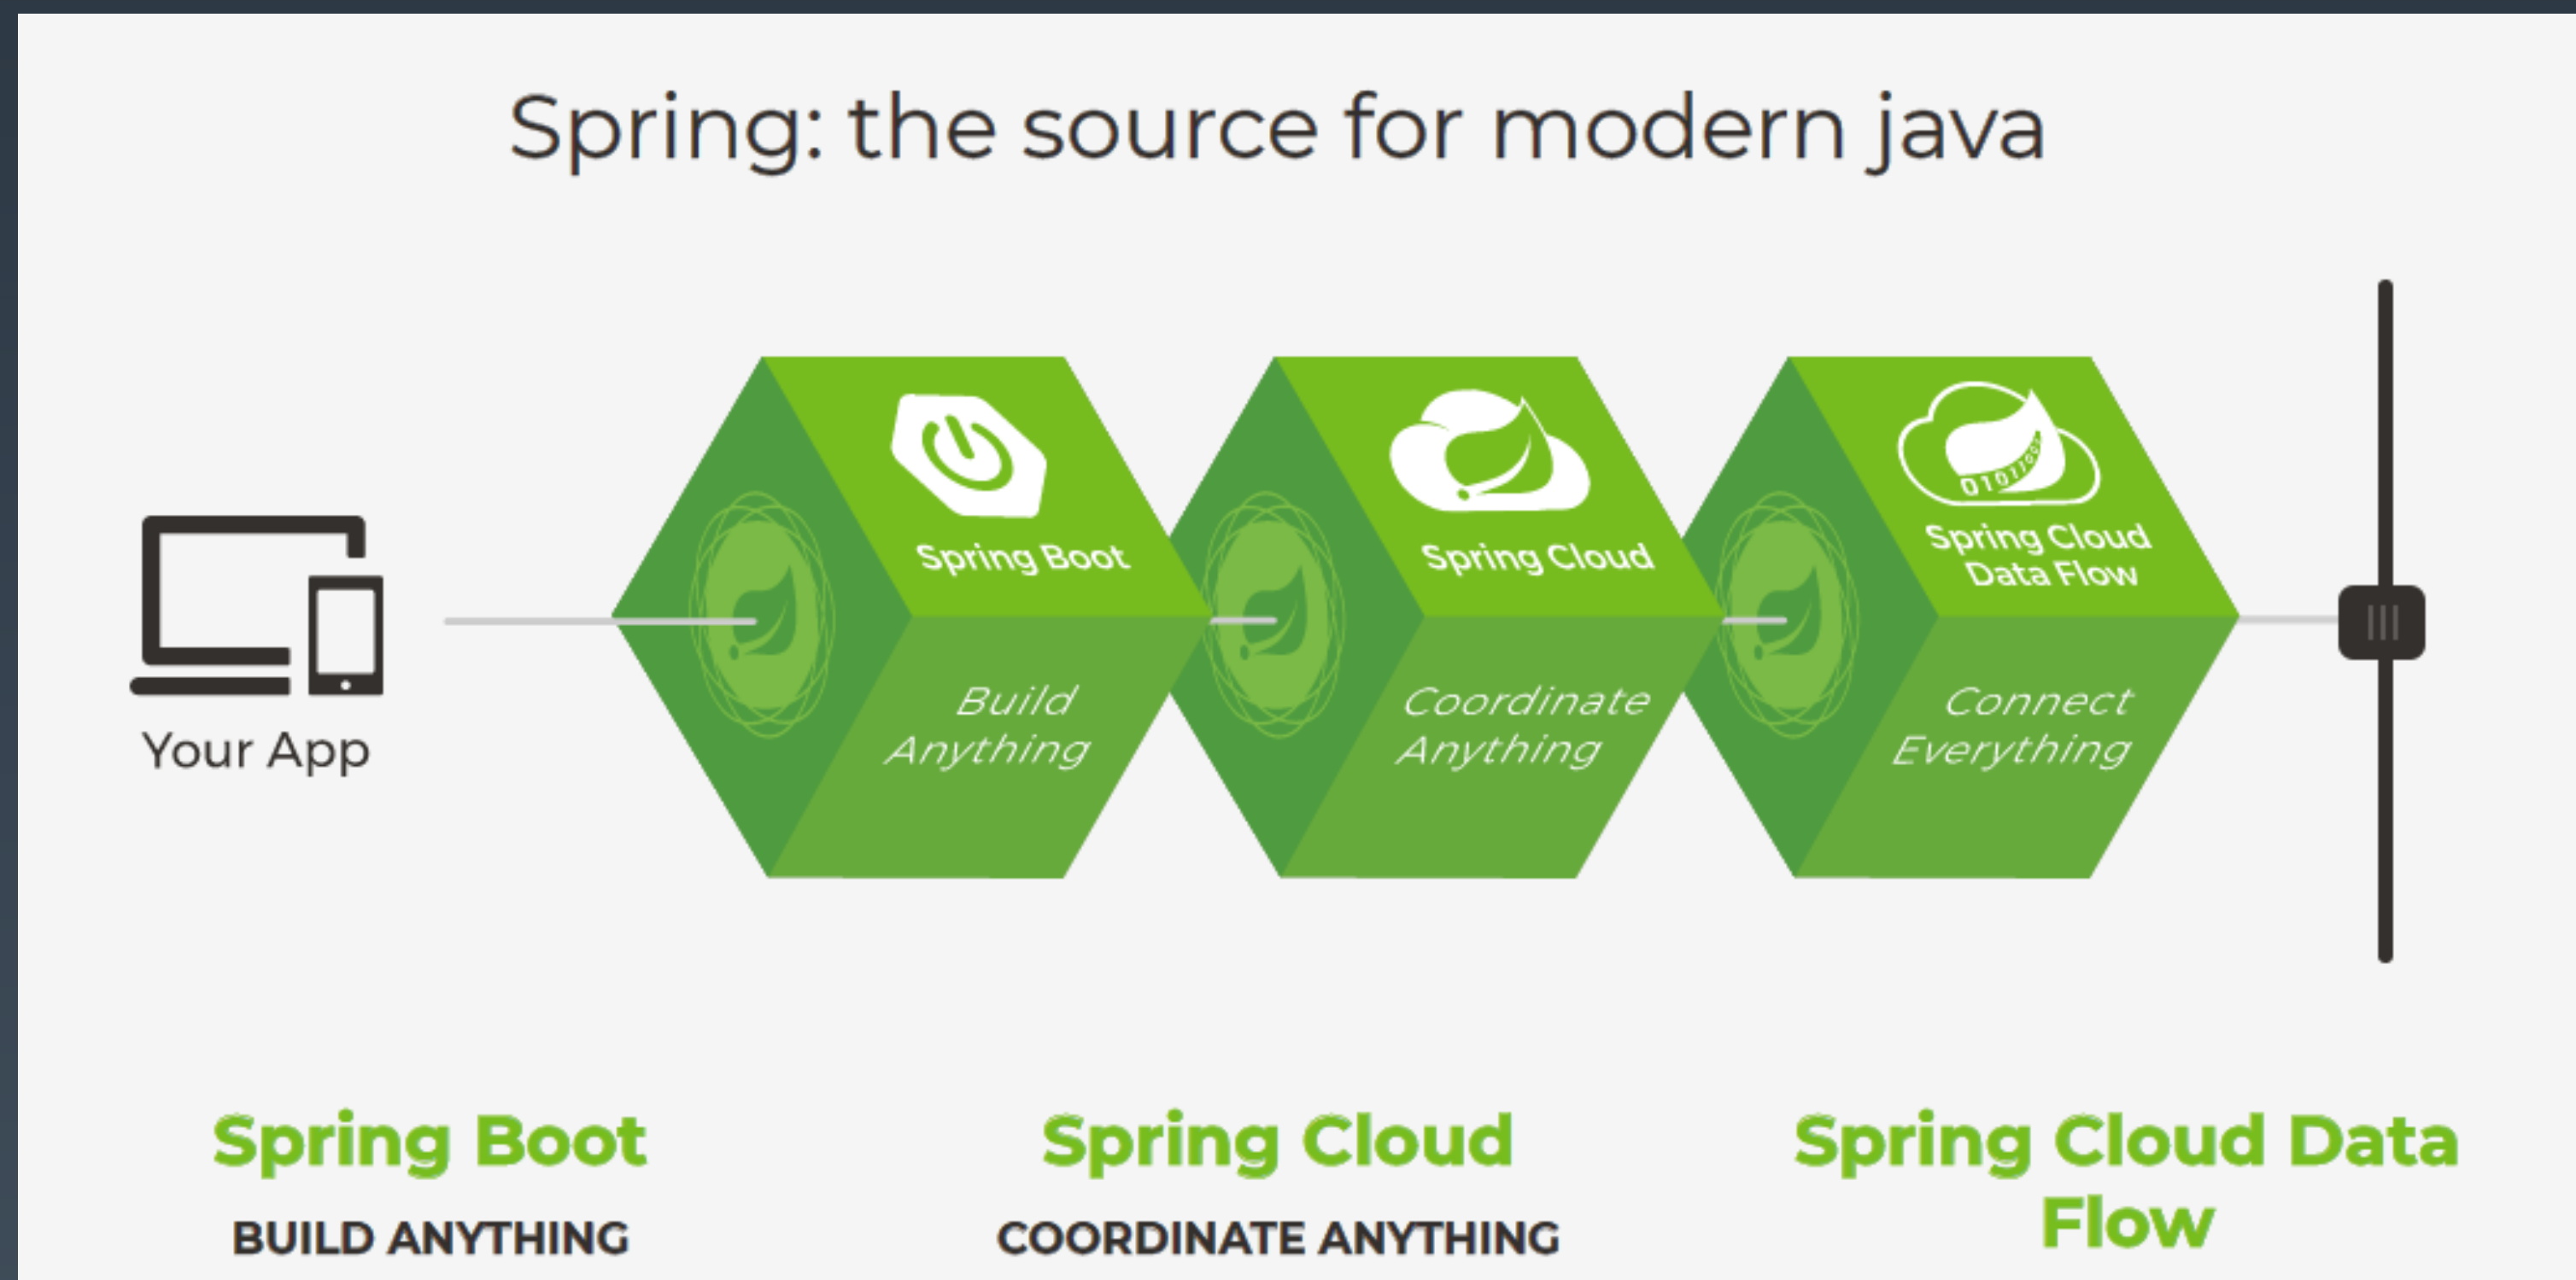 Spring: the source for modern java
Spring Boot
Build
Anything
Spring Cloud
Coordinate
Anything
Spring Cloud
Data Flow
01011001
Connect
Everything
Your App
Spring Boot
BUILD ANYTHING
Spring Cloud
COORDINATE ANYTHING
Spring Cloud Data
Flow